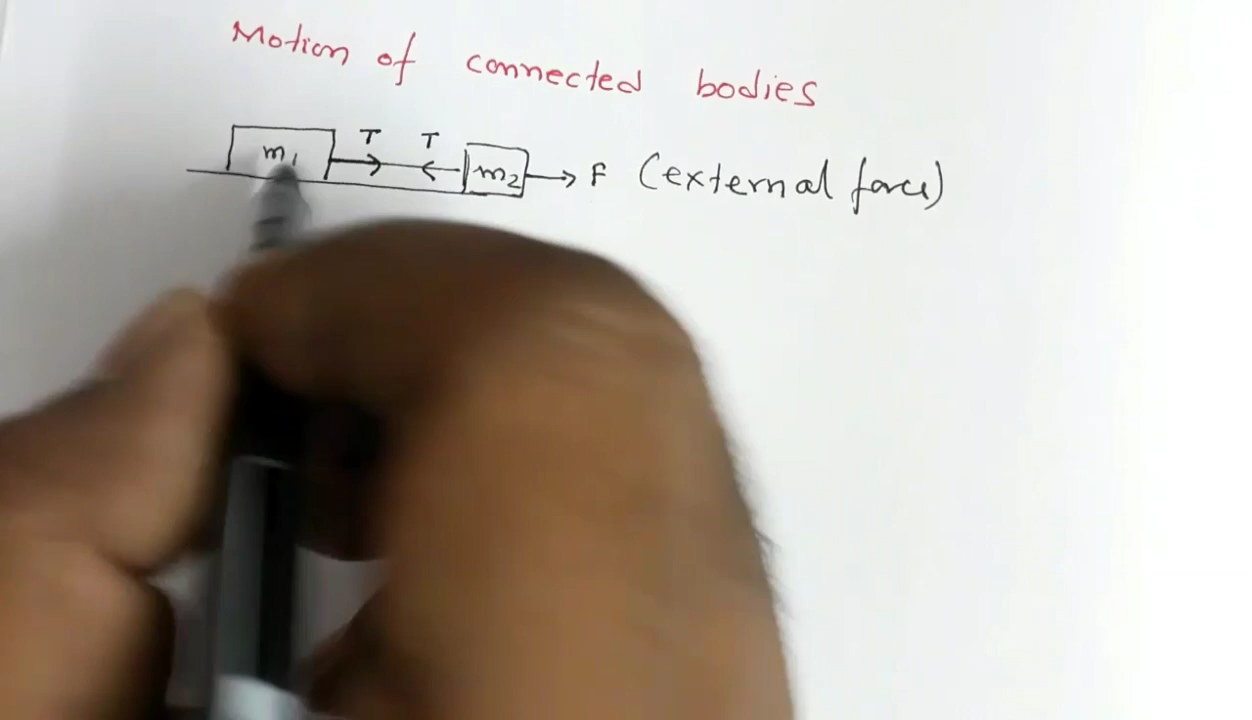 Motion of connected bodies
m₁ T T m₂ F (external force)